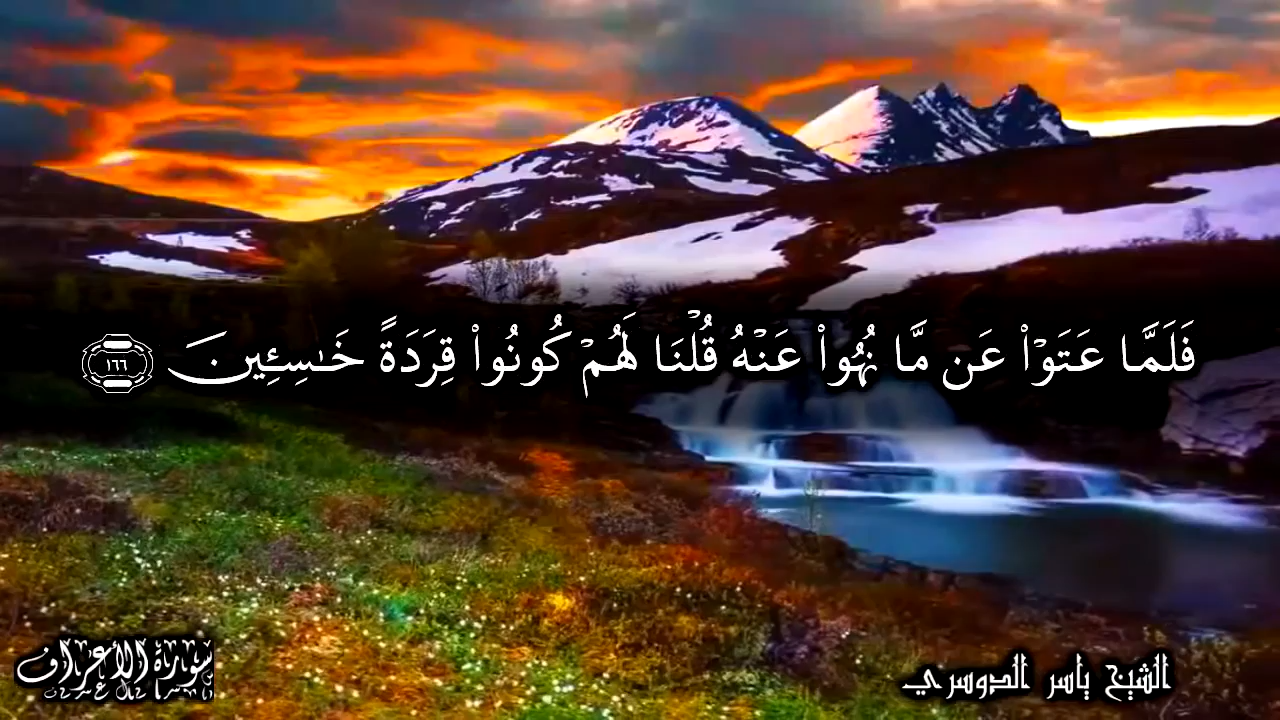 فَلَمَّا عَتَوْا۟ عَن مَّا نُهُوا۟ عَنْهُ قُلْنَا لَهُمْ كُونُوا۟ قِرَدَةً خَـٰسِـِٔينَ ١٦٦
سورة الأعراف
الشيخ ياسر الدوسري